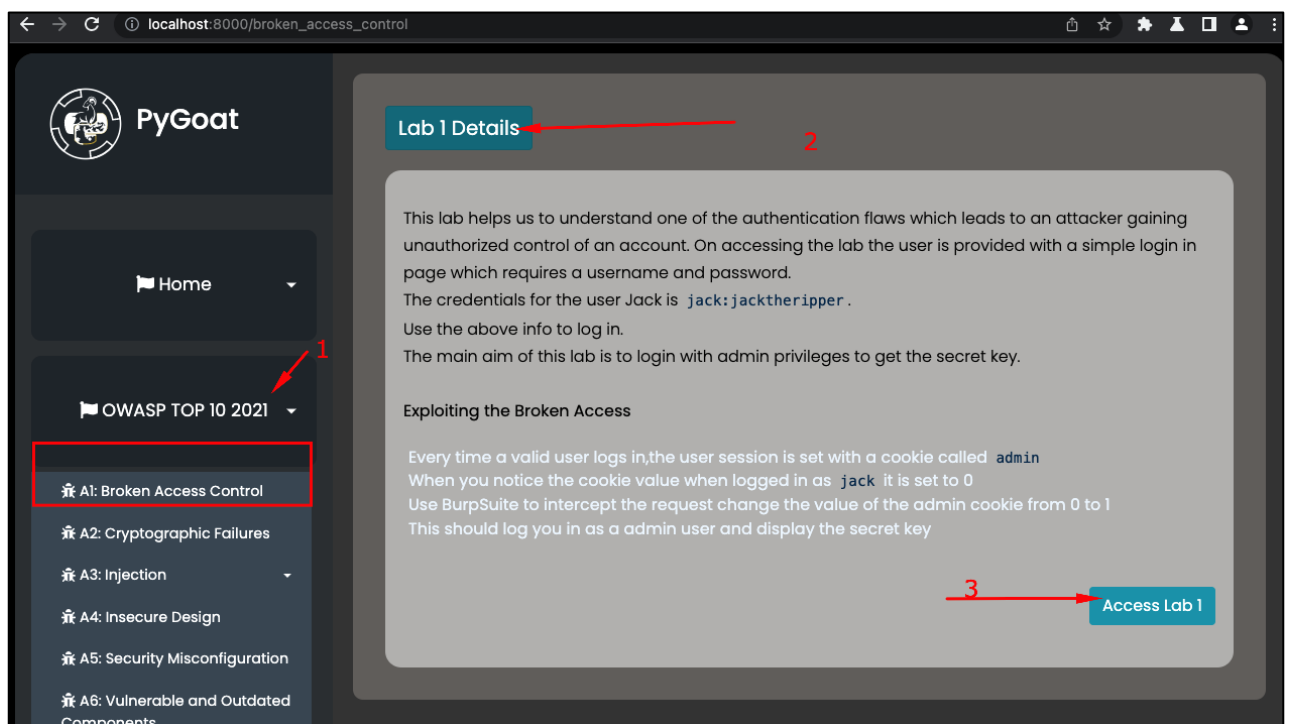 localhost:8000/broken_access_control
PyGoat
Home
1
OWASP TOP 10 2021
A1: Broken Access Control
A2: Cryptographic Failures
A3: Injection
A4: Insecure Design
A5: Security Misconfiguration
A6: Vulnerable and Outdated
Components
Lab 1 Details
2
This lab helps us to understand one of the authentication flaws which leads to an attacker gaining
unauthorized control of an account. On accessing the lab the user is provided with a simple login in
page which requires a username and password.
The credentials for the user Jack is jack:jacktheripper.
Use the above info to log in.
The main aim of this lab is to login with admin privileges to get the secret key.
Exploiting the Broken Access
Every time a valid user logs in,the user session is set with a cookie called admin
When you notice the cookie value when logged in as jack it is set to 0
Use BurpSuite to intercept the request change the value of the admin cookie from 0 to 1
This should log you in as a admin user and display the secret key
3
Access Lab 1